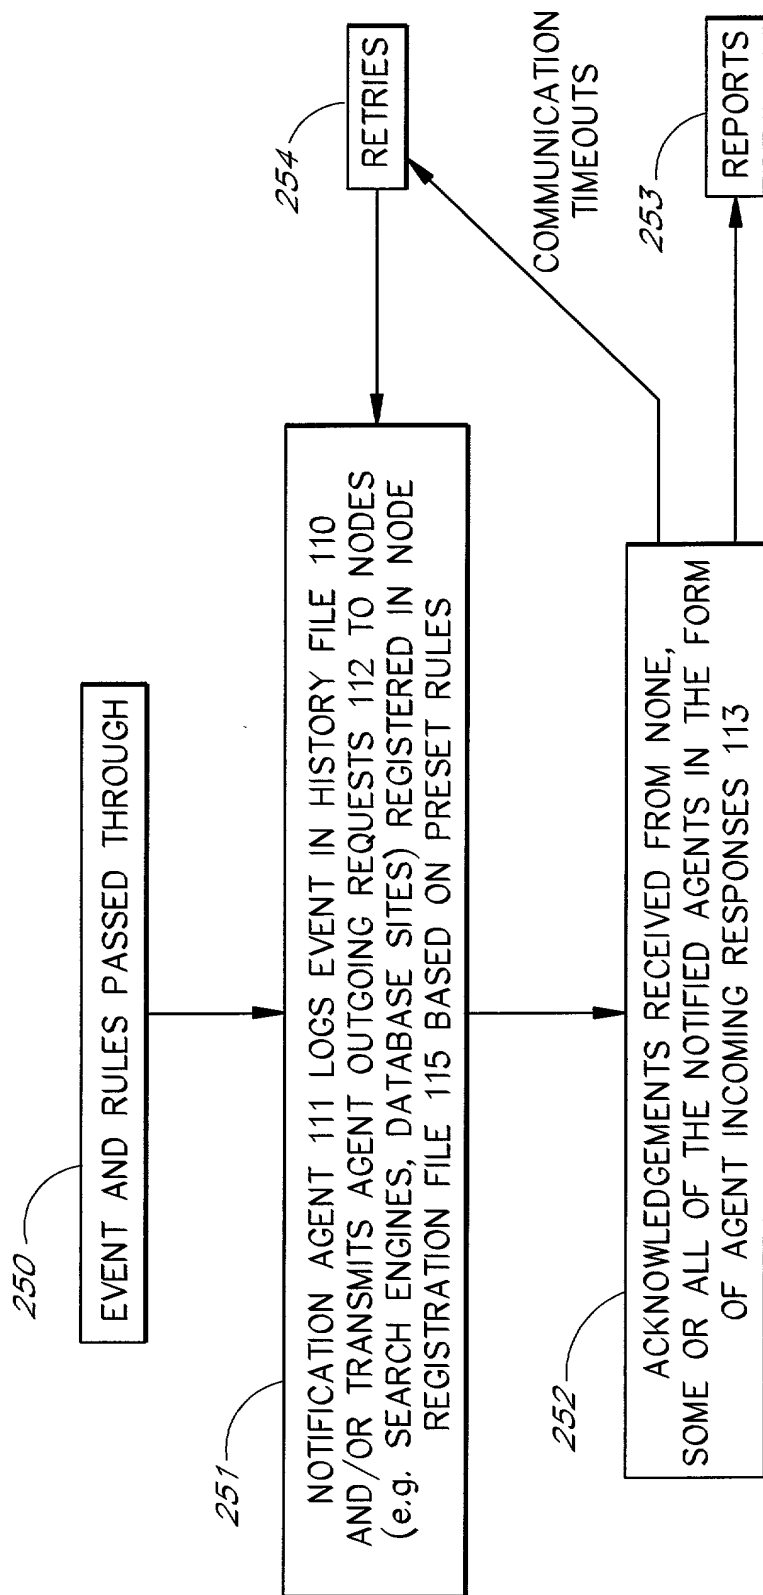 250
EVENT AND RULES PASSED THROUGH
251
NOTIFICATION AGENT 111 LOGS EVENT IN HISTORY FILE 110
AND/OR TRANSMITS AGENT OUTGOING REQUESTS 112 TO NODES
(e.g. SEARCH ENGINES, DATABASE SITES) REGISTERED IN NODE
REGISTRATION FILE 115 BASED ON PRESET RULES
254
RETRIES
252
ACKNOWLEDGEMENTS RECEIVED FROM NONE,
SOME OR ALL OF THE NOTIFIED AGENTS IN THE FORM
OF AGENT INCOMING RESPONSES 113
COMMUNICATION
TIMEOUTS
253
REPORTS